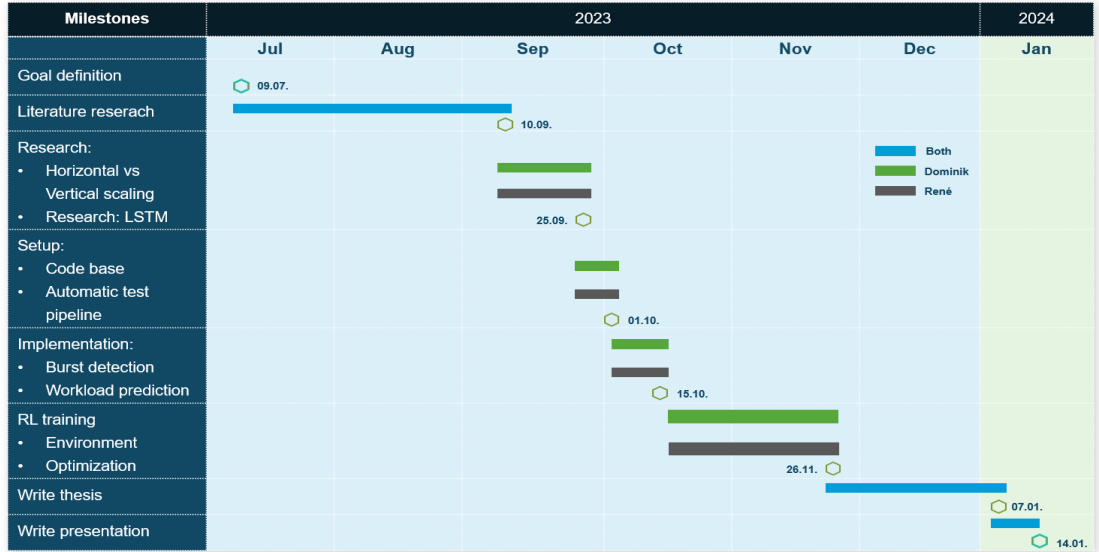 Milestones 2023 2024
Jul Aug Sep Oct Nov Dec Jan
Goal definition
09.07.
Literature reserach
10.09.
Research:
• Horizontal vs
Vertical scaling
• Research: LSTM
25.09.
Both
Dominik
René
Setup:
• Code base
• Automatic test
pipeline
01.10.
Implementation:
• Burst detection
• Workload prediction
15.10.
RL training
• Environment
• Optimization
26.11.
Write thesis
07.01.
Write presentation
14.01.